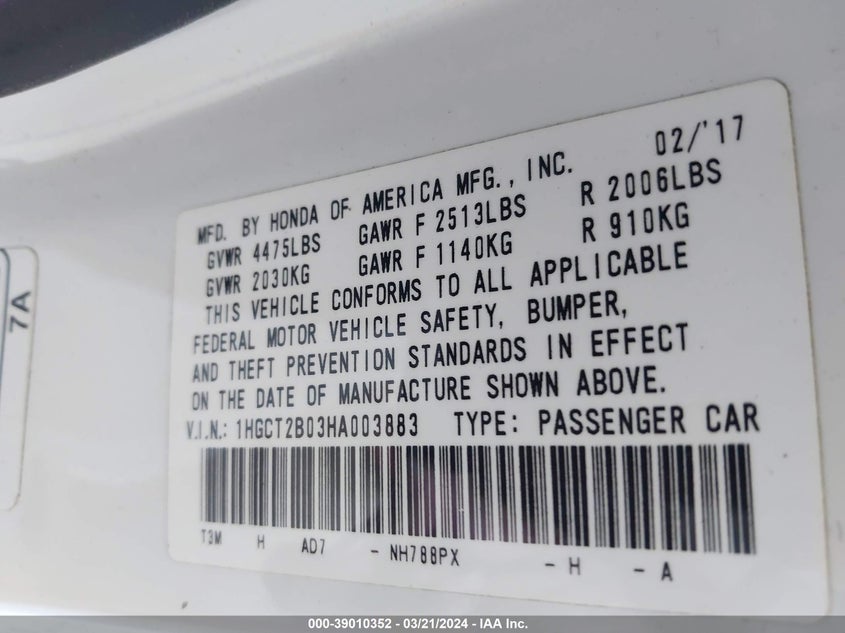 02/'17
MFD. BY HONDA OF AMERICA MFG., INC.
GVWR 4475LBS GAWR F 2513LBS R 2006LBS
GVWR 2030KG GAWR F 1140KG R 910KG
THIS VEHICLE CONFORMS TO ALL APPLICABLE
FEDERAL MOTOR VEHICLE SAFETY, BUMPER,
AND THEFT PREVENTION STANDARDS IN EFFECT
ON THE DATE OF MANUFACTURE SHOWN ABOVE.
V.I.N.: 1HGCT2B03HA003883 TYPE: PASSENGER CAR
T3M H AD7 - NH788PX - H - A
7A
000-39010352 - 03/21/2024 - IAA Inc.